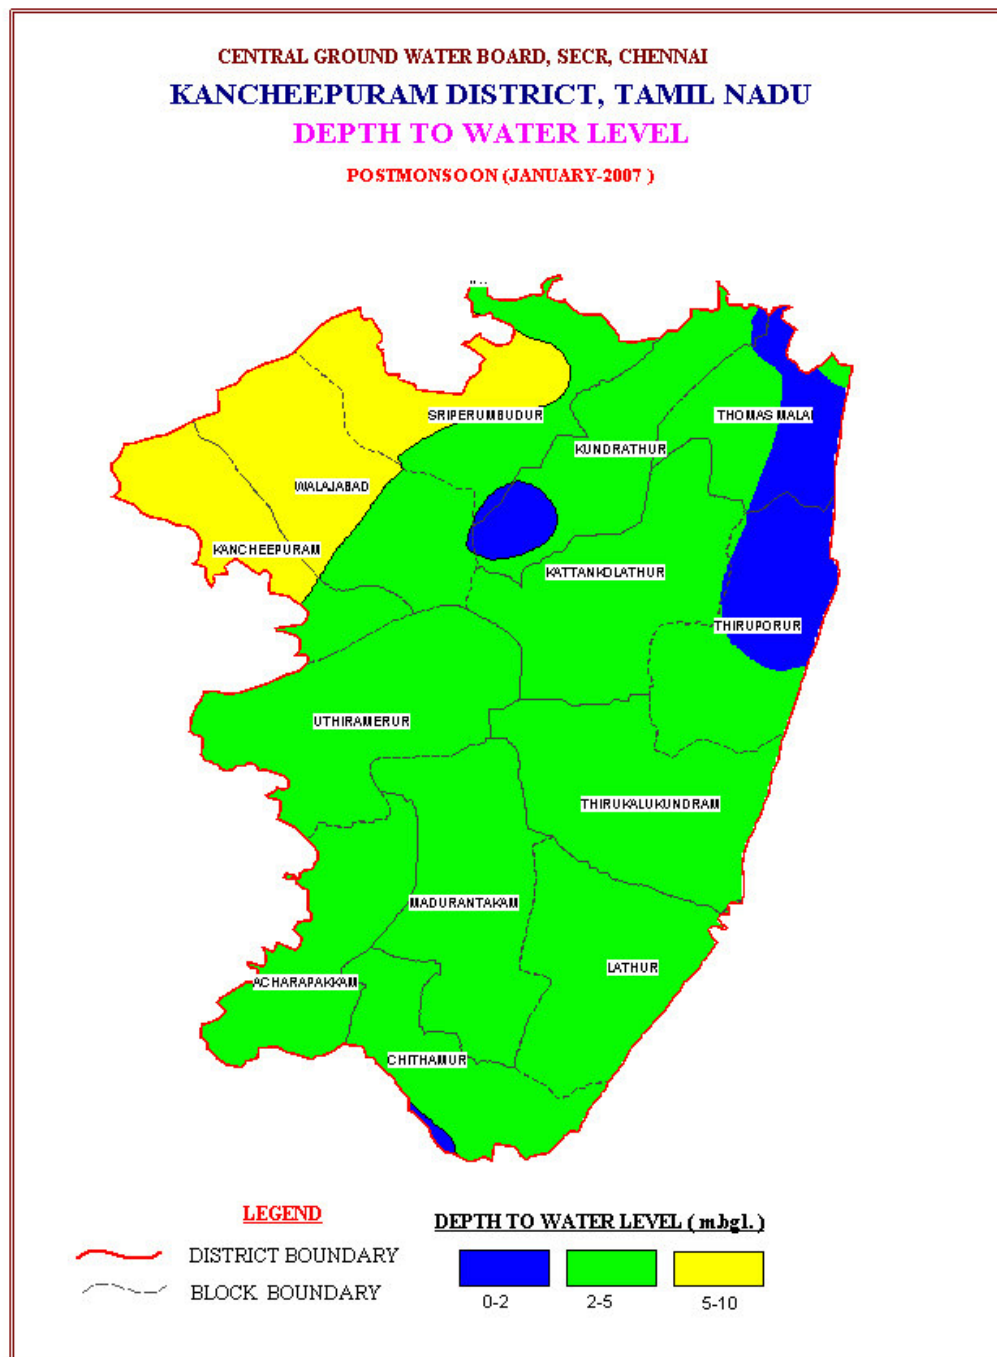 CENTRAL GROUND WATER BOARD, SECR, CHENNAI
KANCHEEPURAM DISTRICT, TAMIL NADU
DEPTH TO WATER LEVEL
POSTMONSOON (JANUARY-2007 )
SRIPERUMBUDUR
THOMAS MALAI
KUNDRATHUR
WALAJABAD
KANCHEEPURAM
KATTANKOLATHUR
THIRUPORUR
UTHIRAMERUR
THIRUKALUKUNDRAM
MADURANTAKAM
LATHUR
ACHARAPAKKAM
CHITHAMUR
LEGEND
DISTRICT BOUNDARY
BLOCK BOUNDARY
DEPTH TO WATER LEVEL ( m.bgl. )
0-2
2-5
5-10